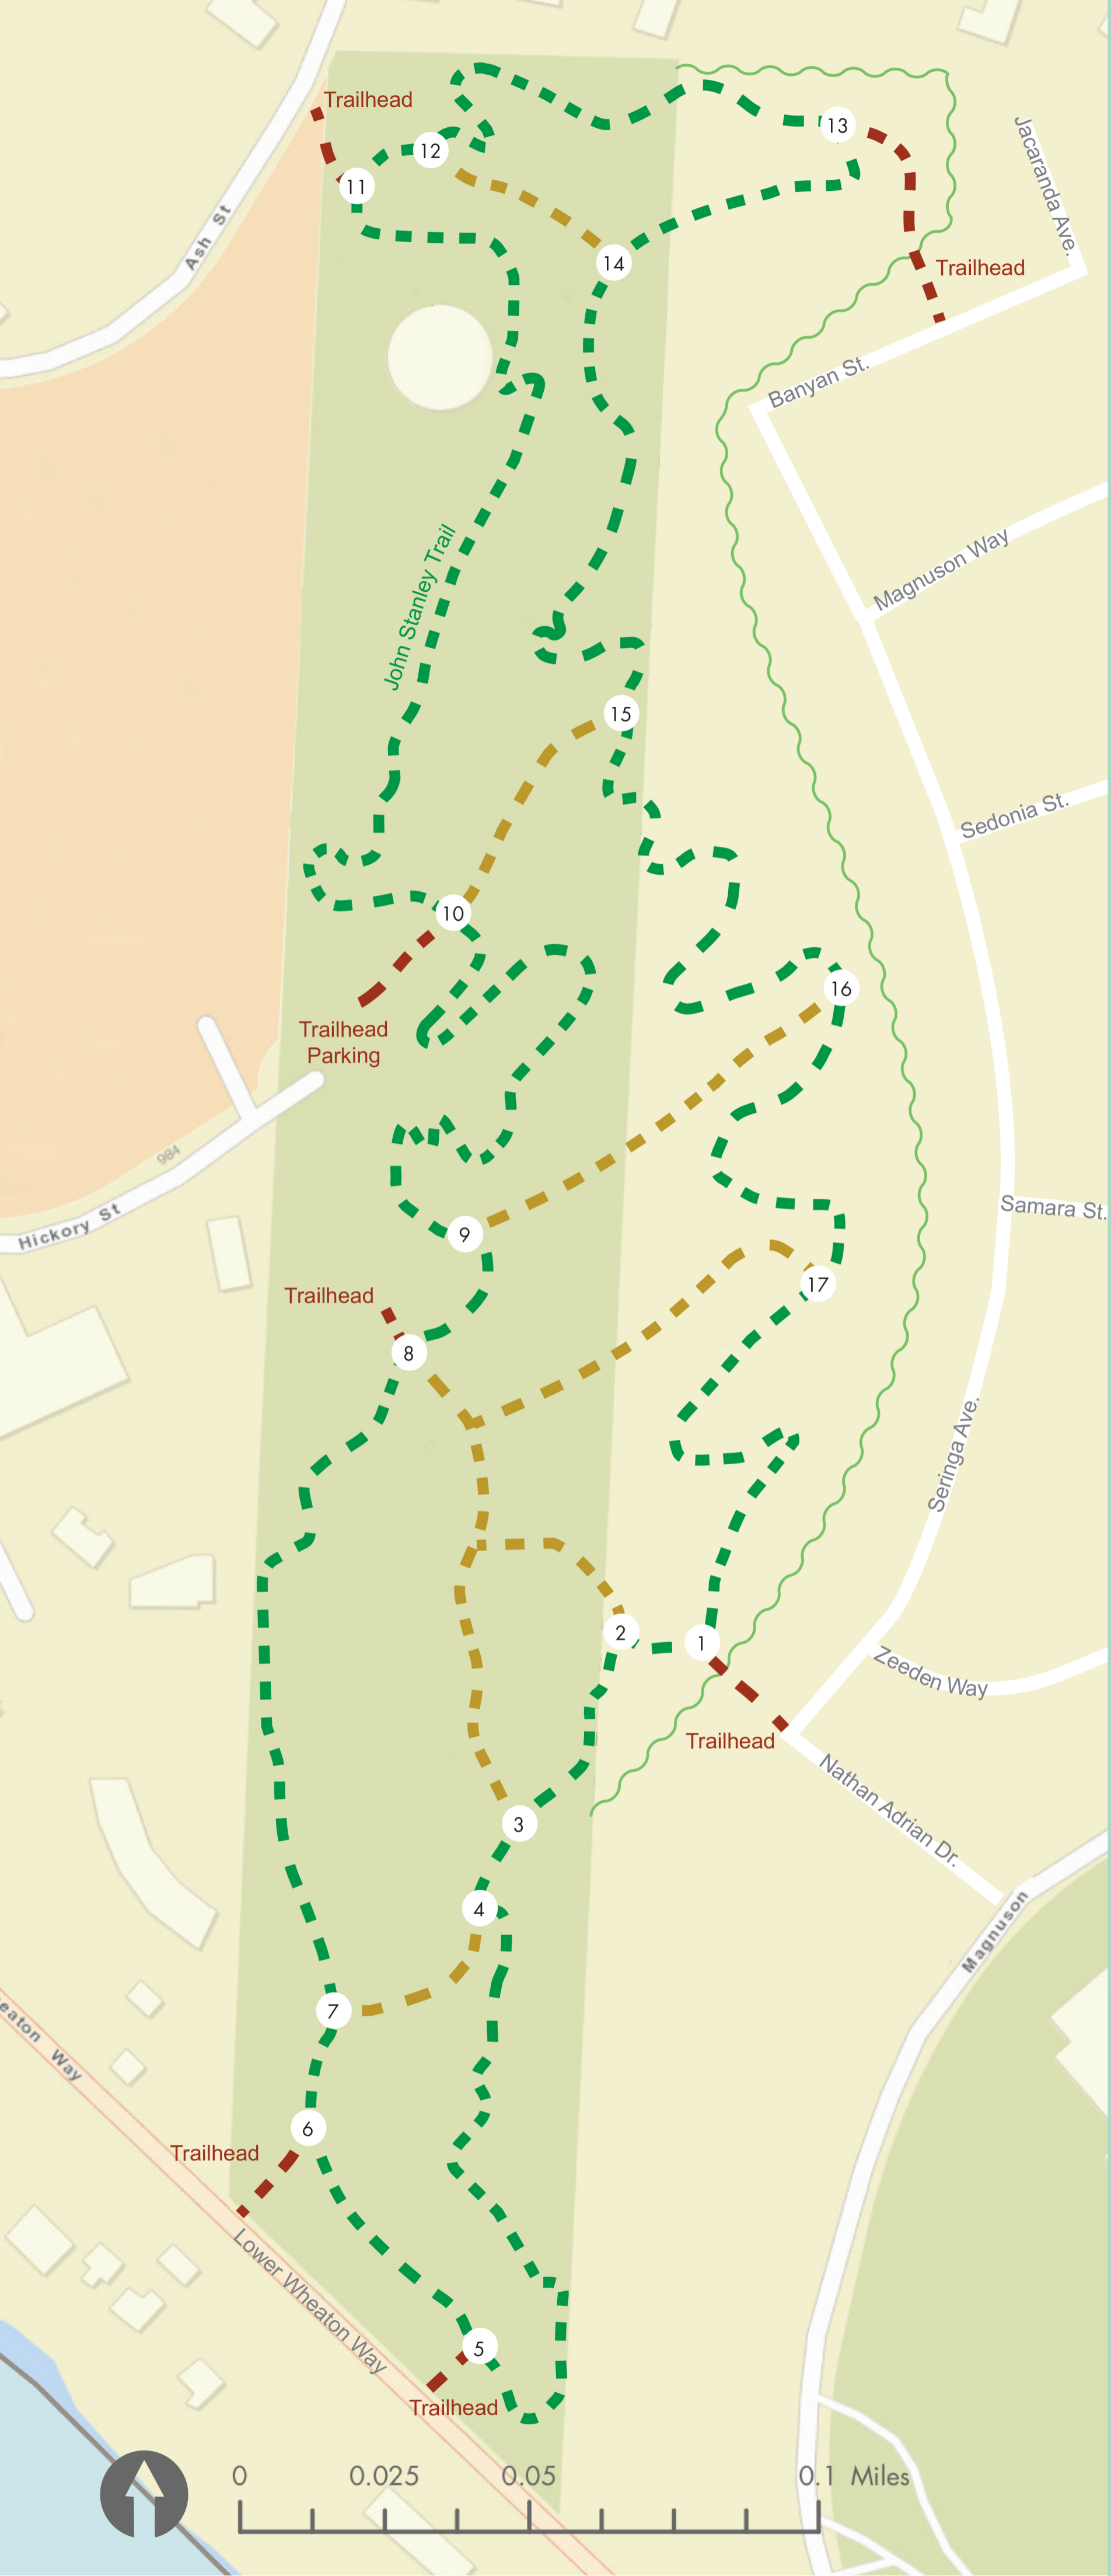 Trailhead
13
12
Jacaranda Ave.
11
Ash St
14
Trailhead
Banyan St.
Magnuson Way
John Stanley Trail
15
Sedonia St.
10
16
Trailhead
Parking
984
Samara St.
Hickory St
9
17
Trailhead
8
Seringa Ave.
2
1
Zeeden Way
Trailhead
Nathan Adrian Dr.
3
Magnuson
4
7
eaton Way
6
Trailhead
Lower Wheaton Way
5
Trailhead
0 0.025 0.05 0.1 Miles